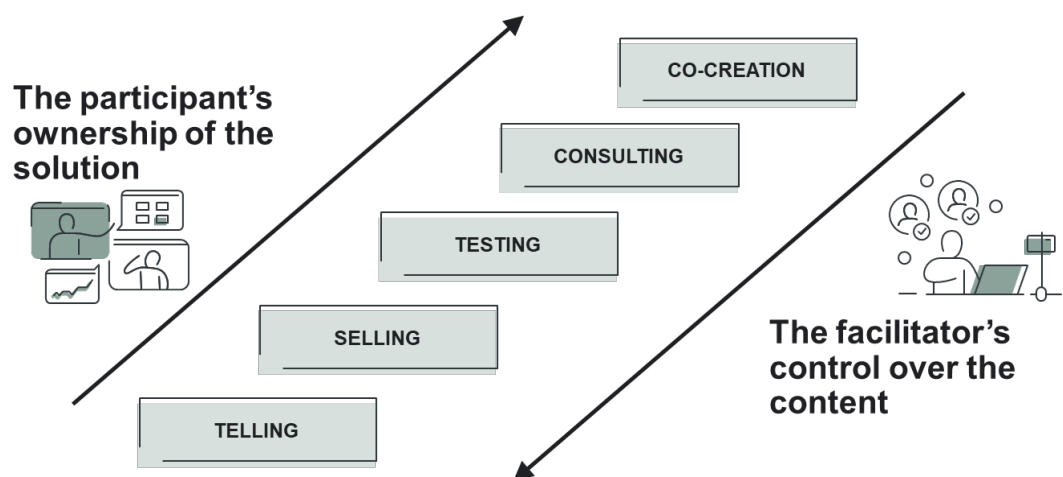 The participant's
ownership of the
solution
CO-CREATION
CONSULTING
TESTING
SELLING
TELLING
The facilitator's
control over the
content